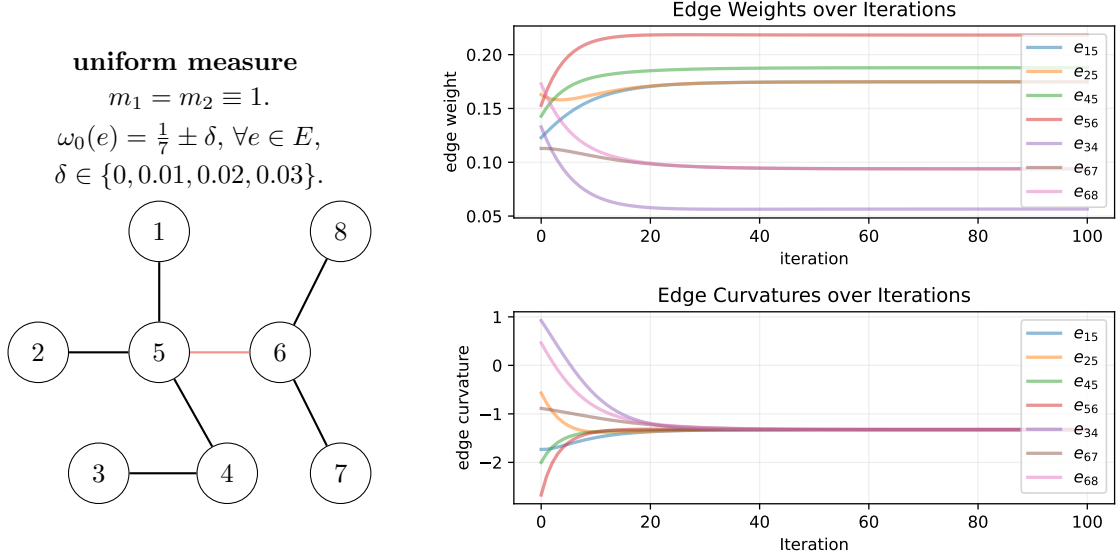 uniform measure
m₁ = m₂ ≡ 1.
ω₀(e) = 1/7 ± δ, ∀e ∈ E,
δ ∈ {0, 0.01, 0.02, 0.03}.
1
8
2
5
6
3
4
7
Edge Weights over Iterations
edge weight
0.20
0.15
0.10
0.05
0
20
40
60
80
100
iteration
e₁₅
e₂₅
e₄₅
e₅₆
e₃₄
e₆₇
e₆₈
Edge Curvatures over Iterations
edge curvature
1
0
−1
−2
0
20
40
60
80
100
Iteration
e₁₅
e₂₅
e₄₅
e₅₆
e₃₄
e₆₇
e₆₈